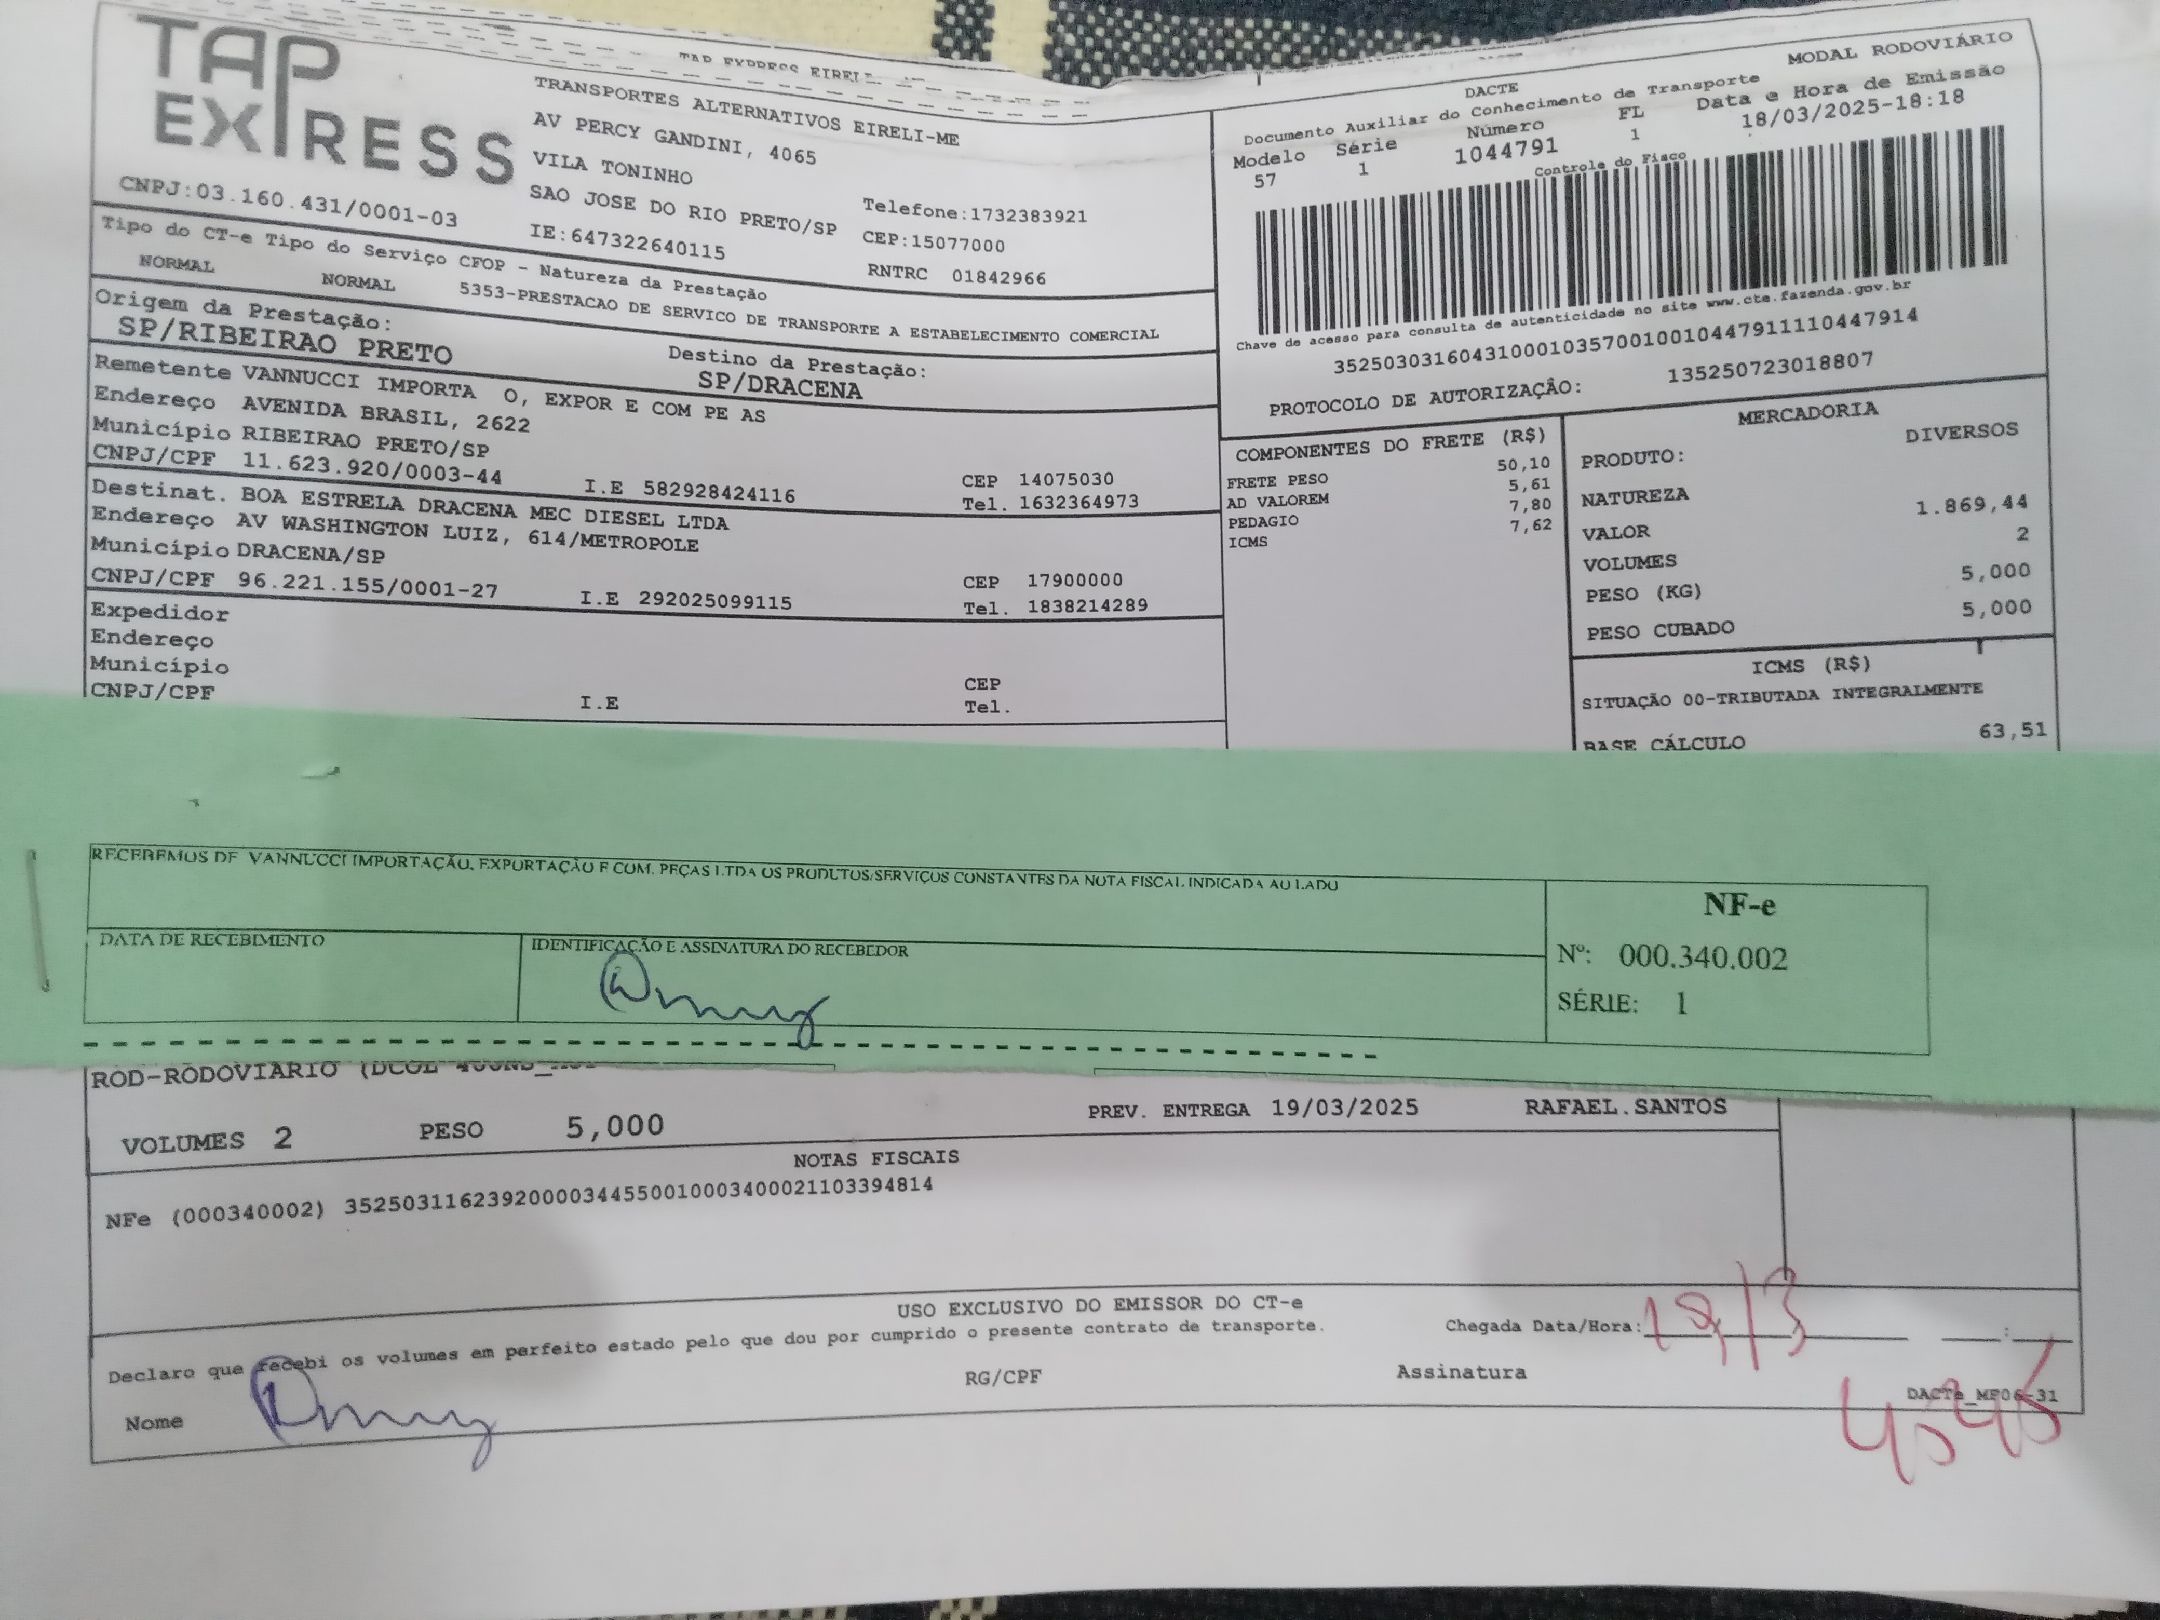 TAP
EXPRESS
TAP EXPRESS EIRELI
TRANSPORTES ALTERNATIVOS EIRELI-ME
AV PERCY GANDINI, 4065
VILA TONINHO
SAO JOSE DO RIO PRETO/SP
Telefone:1732383921
CNPJ:03.160.431/0001-03
IE:647322640115
CEP:15077000
RNTRC 01842966
MODAL RODOVIÁRIO
DACTE
Documento Auxiliar do Conhecimento de Transporte
Modelo Série Número FL Data e Hora de Emissão
57 1 1044791 1 18/03/2025-18:18
Controle do Fisco
Chave de acesso para consulta de autenticidade no site www.cte.fazenda.gov.br
35250303160431000103570010010447911110447914
PROTOCOLO DE AUTORIZAÇÃO: 135250723018807
Tipo do CT-e Tipo do Serviço CFOP - Natureza da Prestação
NORMAL NORMAL 5353-PRESTACAO DE SERVICO DE TRANSPORTE A ESTABELECIMENTO COMERCIAL
Origem da Prestação: Destino da Prestação:
SP/RIBEIRAO PRETO SP/DRACENA
Remetente VANNUCCI IMPORTA O, EXPOR E COM PE AS
Endereço AVENIDA BRASIL, 2622
Município RIBEIRAO PRETO/SP CEP 14075030
CNPJ/CPF 11.623.920/0003-44 I.E 582928424116 Tel. 1632364973
Destinat. BOA ESTRELA DRACENA MEC DIESEL LTDA
Endereço AV WASHINGTON LUIZ, 614/METROPOLE
Município DRACENA/SP CEP 17900000
CNPJ/CPF 96.221.155/0001-27 I.E 292025099115 Tel. 1838214289
Expedidor
Endereço
Município CEP
CNPJ/CPF I.E Tel.
COMPONENTES DO FRETE (R$)
FRETE PESO 50,10
AD VALOREM 5,61
PEDAGIO 7,80
ICMS 7,62
MERCADORIA
PRODUTO: DIVERSOS
NATUREZA
VALOR 1.869,44
VOLUMES 2
PESO (KG) 5,000
PESO CUBADO 5,000
ICMS (R$)
SITUAÇÃO 00-TRIBUTADA INTEGRALMENTE
BASE CÁLCULO 63,51
RECEBEMOS DE VANNUCCI IMPORTAÇÃO, EXPORTAÇÃO E COM. PEÇAS LTDA OS PRODUTOS/SERVIÇOS CONSTANTES DA NOTA FISCAL INDICADA AO LADO
NF-e
Nº: 000.340.002
SÉRIE: 1
DATA DE RECEBIMENTO
IDENTIFICAÇÃO E ASSINATURA DO RECEBEDOR
ROD-RODOVIARIO
VOLUMES 2 PESO 5,000 PREV. ENTREGA 19/03/2025 RAFAEL.SANTOS
NOTAS FISCAIS
NFe (000340002) 35250311623920000344550010003400021103394814
USO EXCLUSIVO DO EMISSOR DO CT-e
Declaro que recebi os volumes em perfeito estado pelo que dou por cumprido o presente contrato de transporte.
Chegada Data/Hora: 19/3 :
Nome RG/CPF Assinatura
DACTe_MF06-31